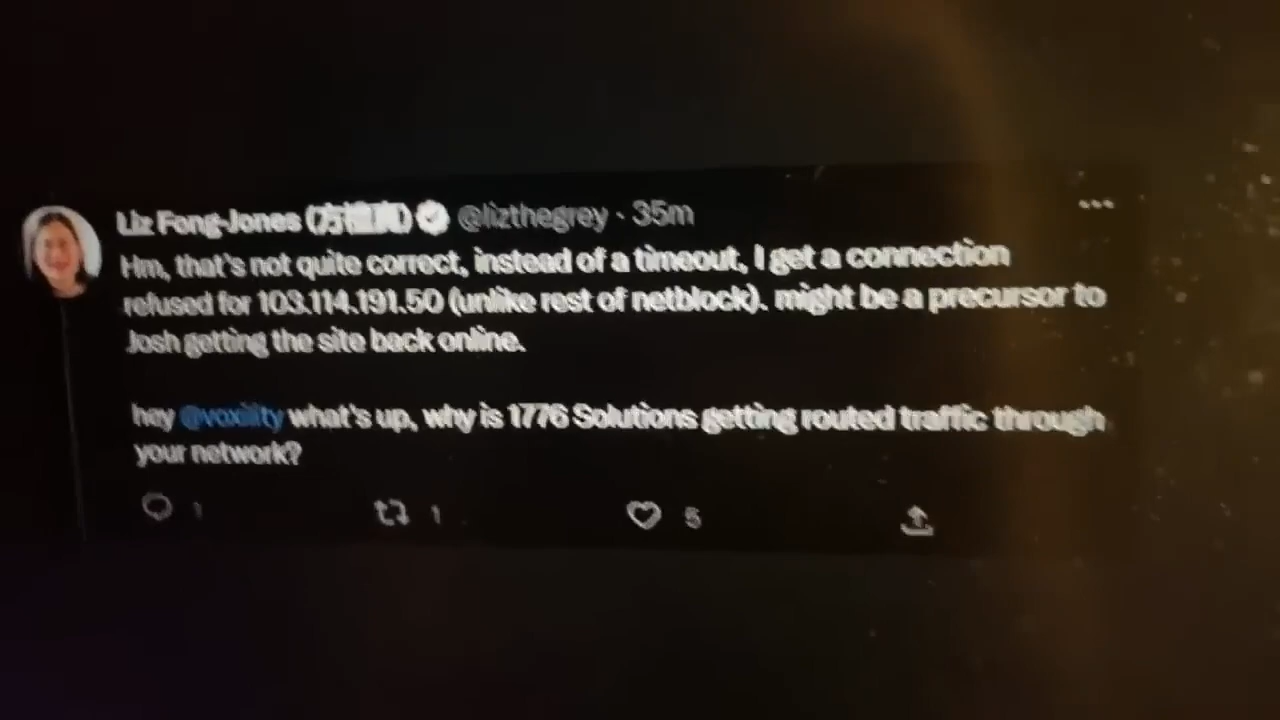 Liz Fong-Jones (方 @lizthegrey · 35m
Hm, that's not quite correct, instead of a timeout, I get a connection
refused for 103.114.191.50 (unlike rest of netblock). might be a precursor to
Josh getting the site back online.
hey @voxility what's up, why is 1776 Solutions getting routed traffic through
your network?
1 1 5